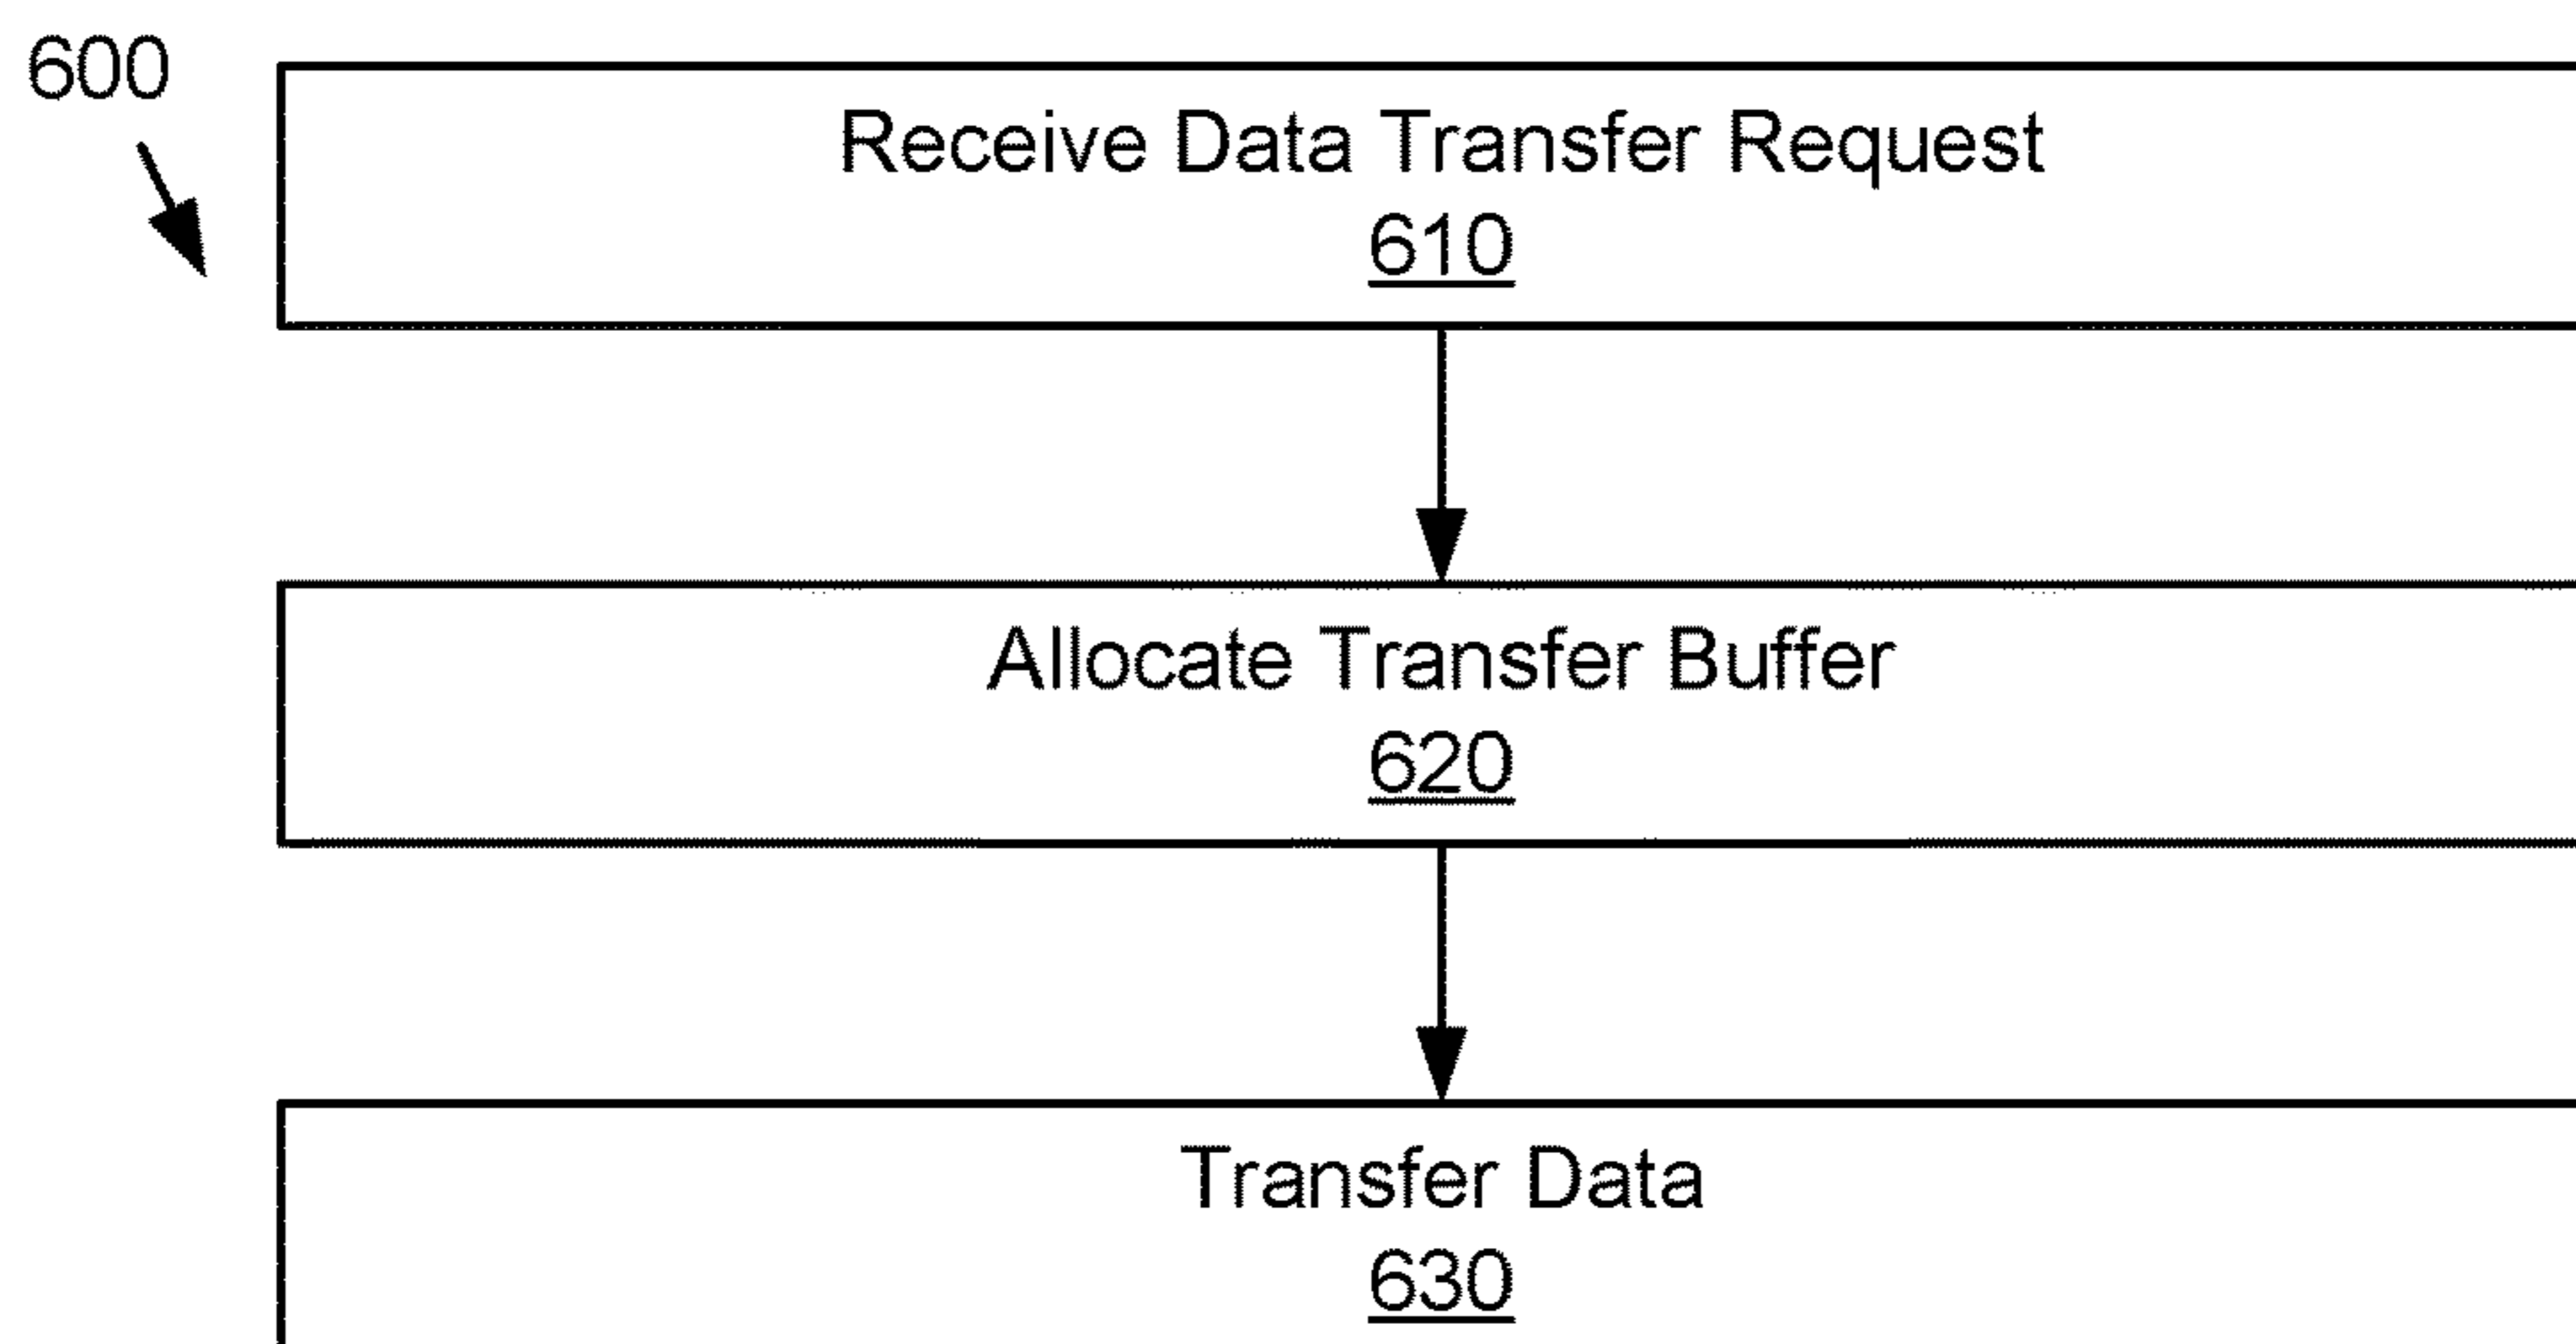 600
Receive Data Transfer Request
610
Allocate Transfer Buffer
620
Transfer Data
630